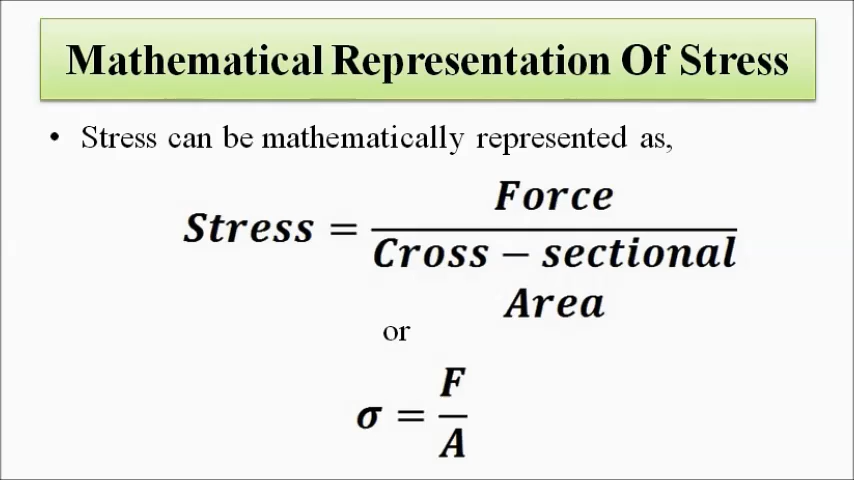 Mathematical Representation Of Stress
• Stress can be mathematically represented as,
Stress = Force / Cross − sectional Area
or
σ = F / A